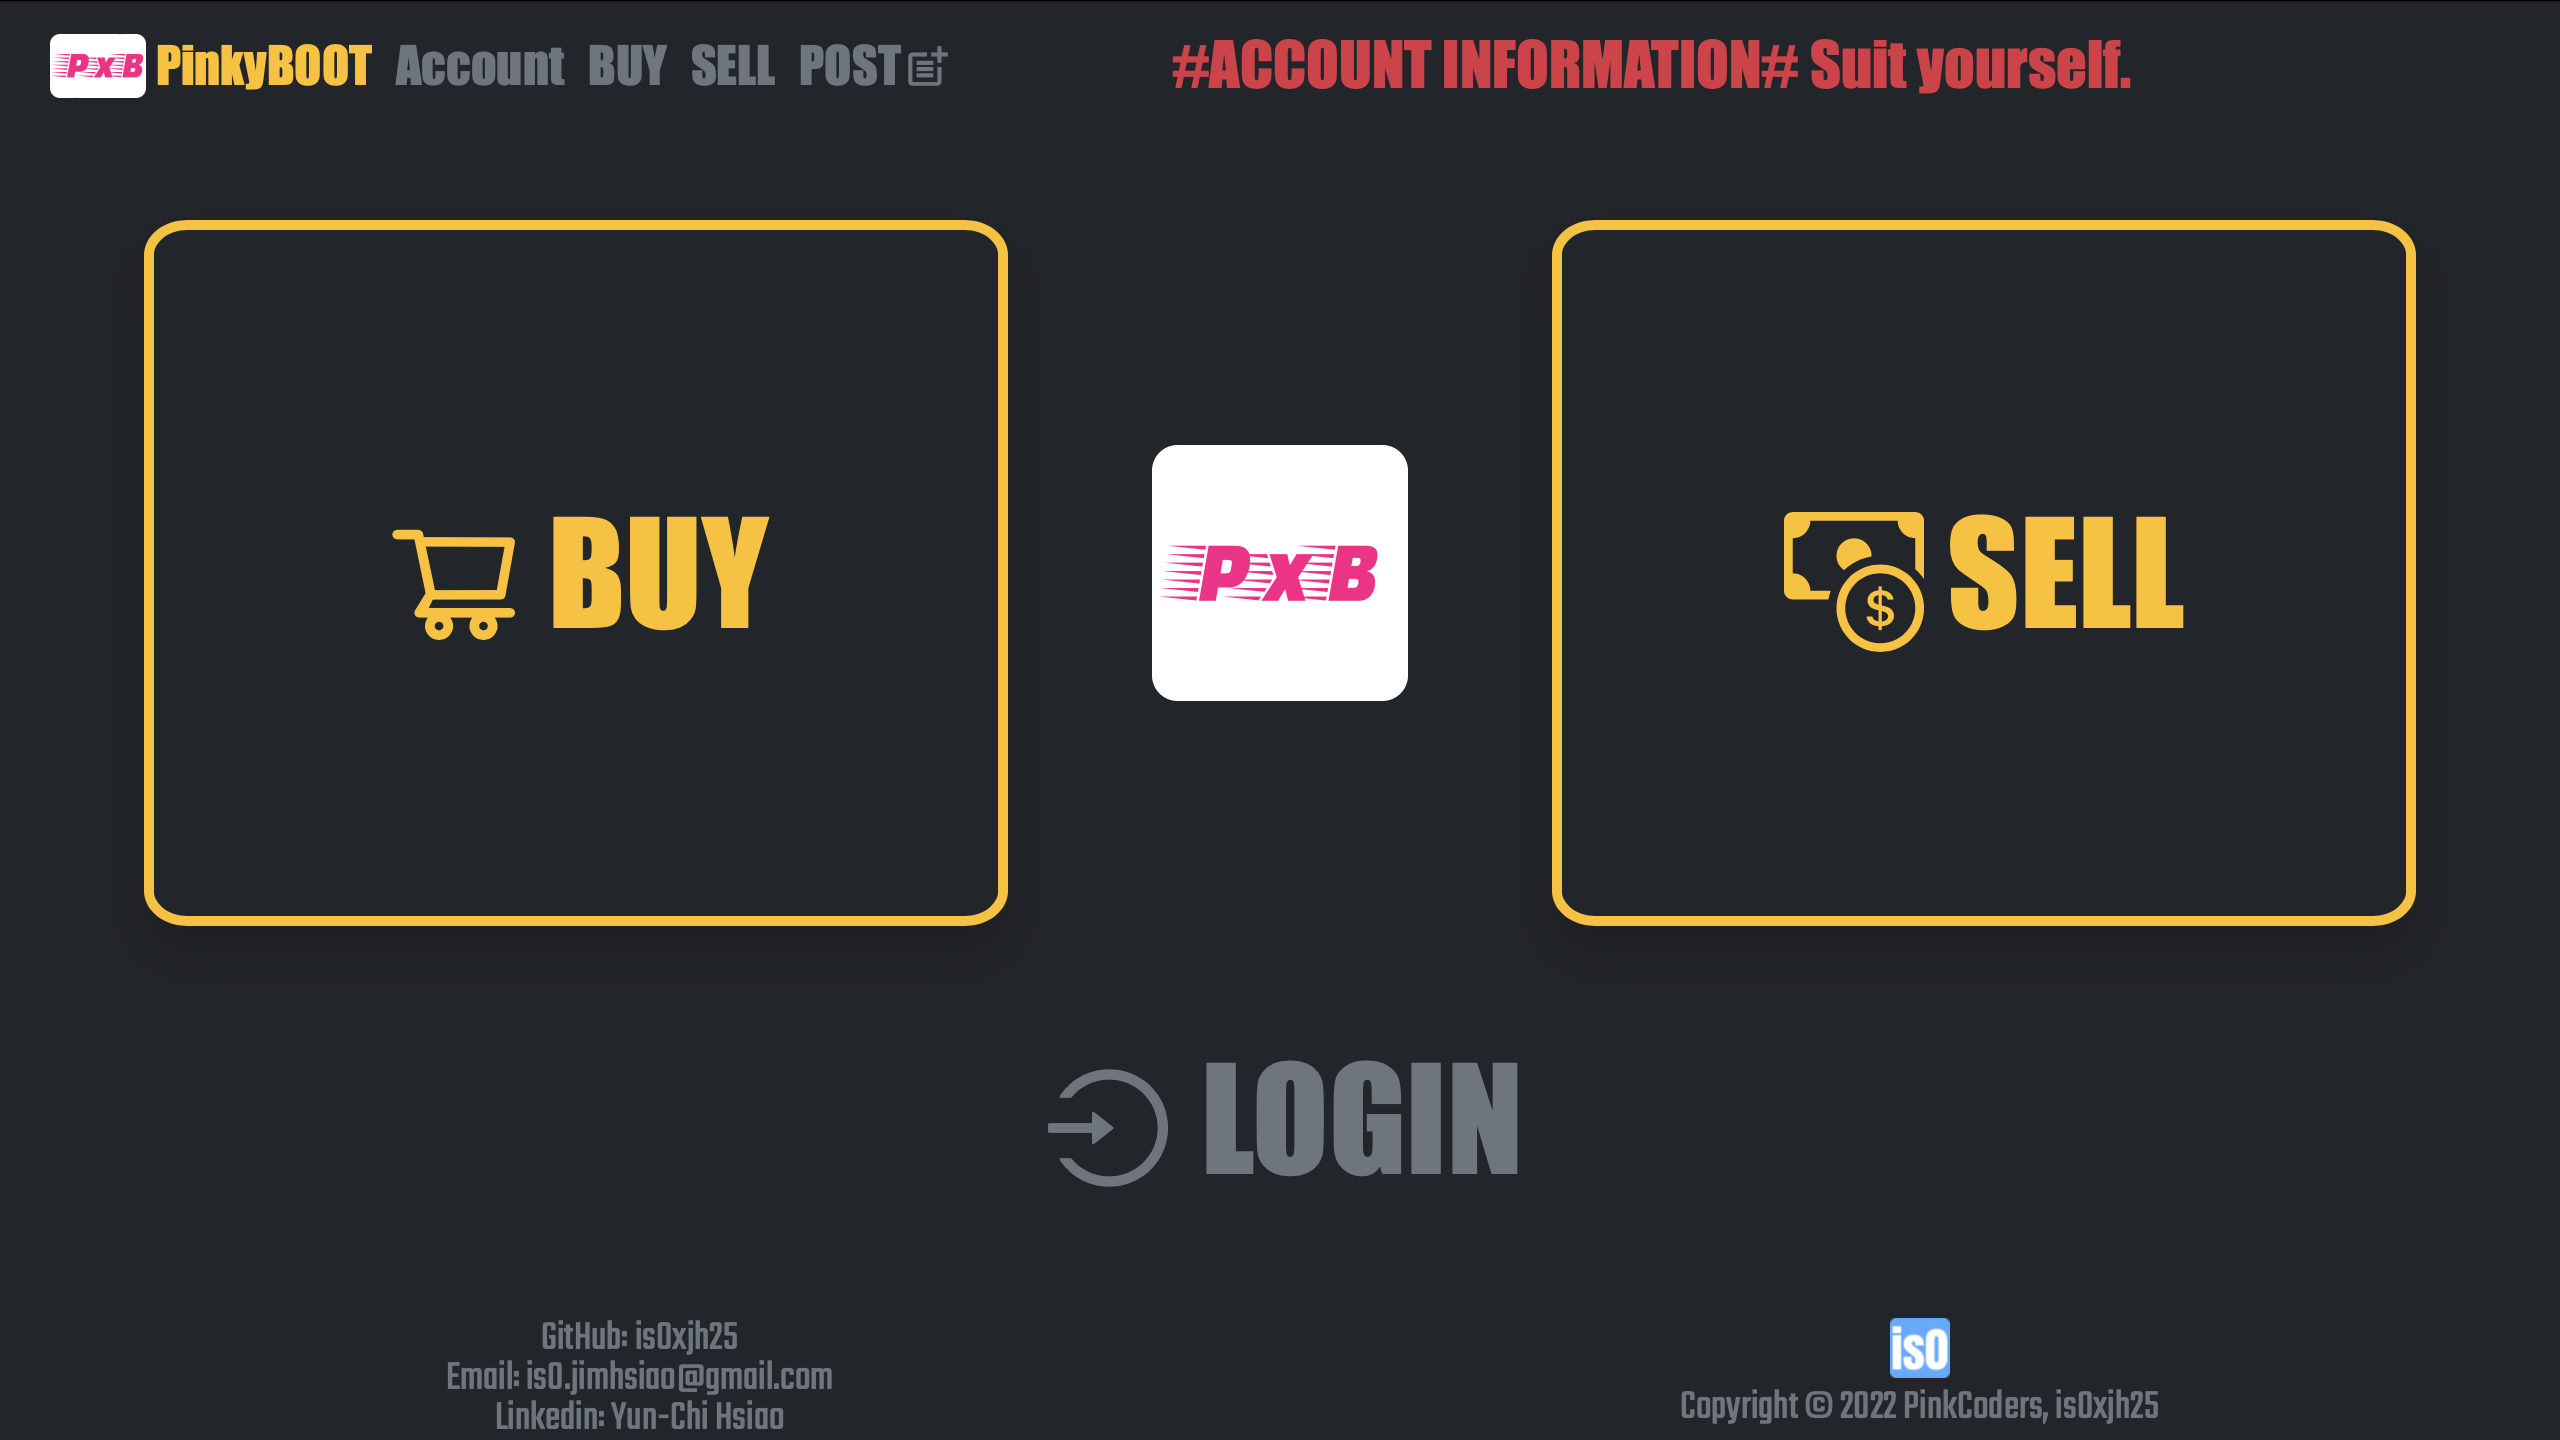 PxB PinkyBOOT Account BUY SELL POST #ACCOUNT INFORMATION# Suit yourself.
BUY
PxB
$ SELL
LOGIN
GitHub: is0xjh25
Email: is0.jimhsiao@gmail.com
Linkedin: Yun-Chi Hsiao
is0
Copyright © 2022 PinkCoders, is0xjh25